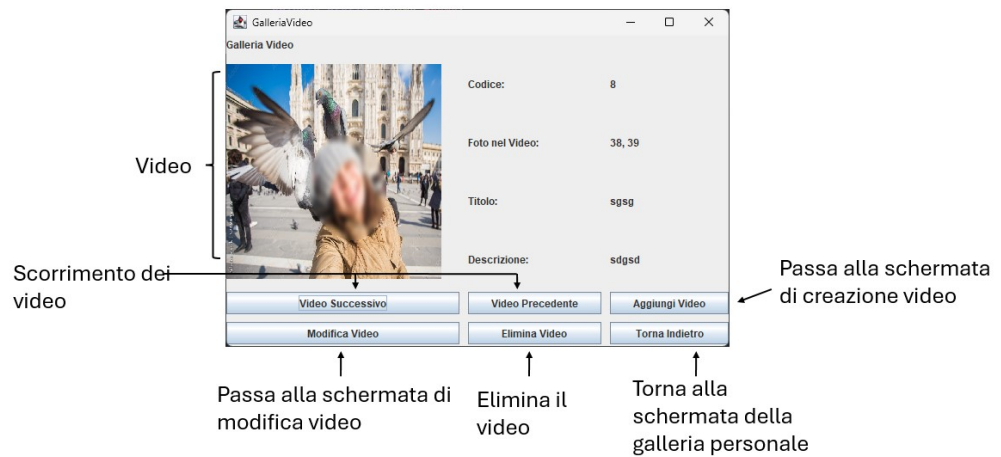 GalleriaVideo
Galleria Video
Codice: 8
Foto nel Video: 38, 39
Video
Titolo: sgsg
Descrizione: sdgsd
Scorrimento dei
video
Passa alla schermata
di creazione video
Video Successivo Video Precedente Aggiungi Video
Modifica Video Elimina Video Torna Indietro
Passa alla schermata di
modifica video
Elimina il
video
Torna alla
schermata della
galleria personale